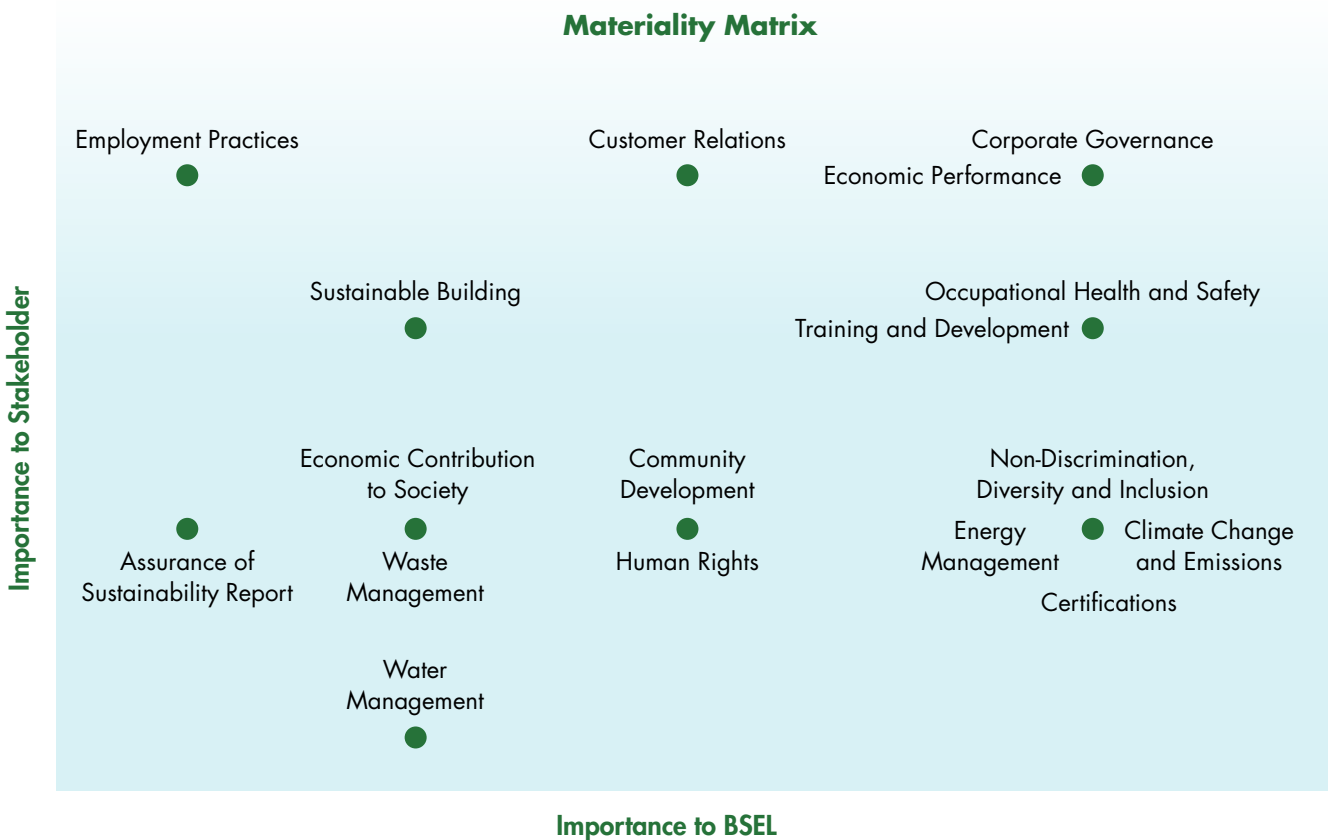 Materiality Matrix
Employment Practices
Customer Relations
Corporate Governance
Economic Performance
Sustainable Building
Occupational Health and Safety
Training and Development
Importance to Stakeholder
Economic Contribution
to Society
Community
Development
Non-Discrimination,
Diversity and Inclusion
Assurance of
Sustainability Report
Waste
Management
Human Rights
Energy
Management
Climate Change
and Emissions
Certifications
Water
Management
Importance to BSEL